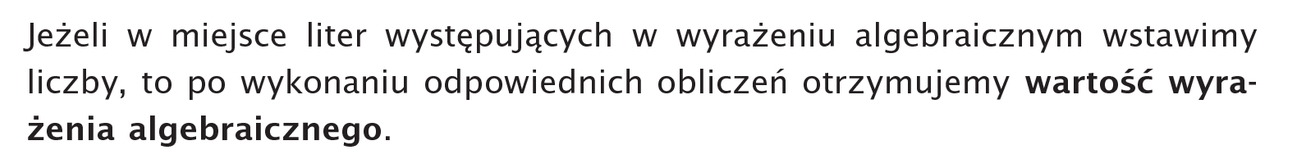 Jeżeli w miejsce liter występujących w wyrażeniu algebraicznym wstawimy
liczby, to po wykonaniu odpowiednich obliczeń otrzymujemy wartość wyra-
żenia algebraicznego.